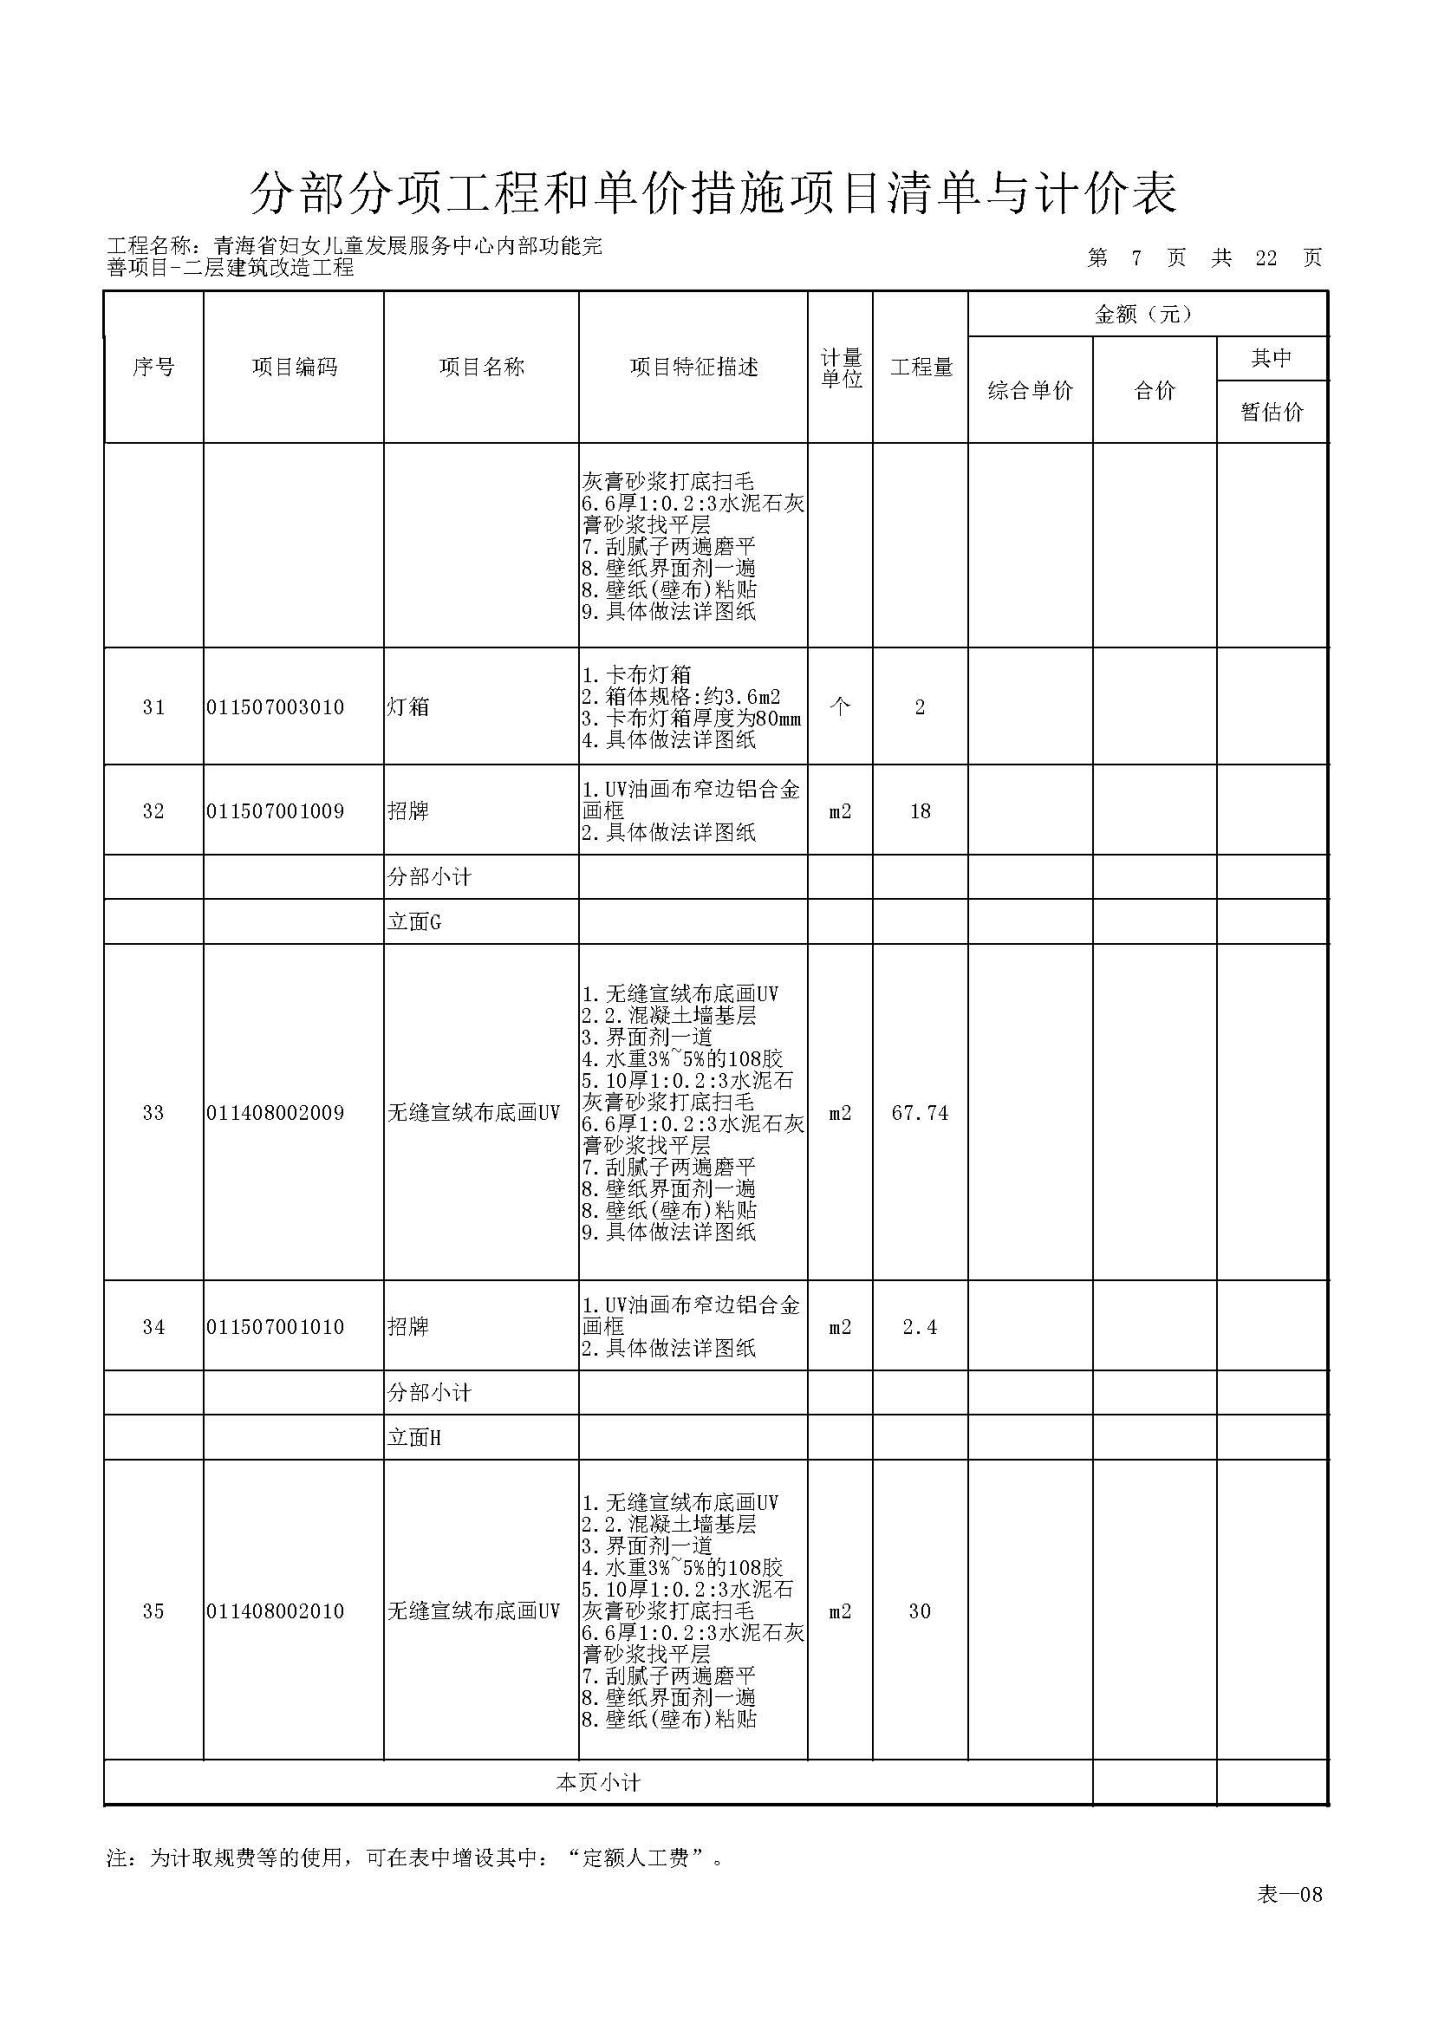 分部分项工程和单价措施项目清单与计价表
工程名称：青海省妇女儿童发展服务中心内部功能完
善项目-二层建筑改造工程
第 7 页 共 22 页
序号 项目编码 项目名称 项目特征描述 计量单位 工程量 金额（元）
综合单价 合价 其中
暂估价
灰膏砂浆打底扫毛
6.6厚1:0.2:3水泥石灰
膏砂浆找平层
7.刮腻子两遍磨平
8.壁纸界面剂一遍
8.壁纸(壁布)粘贴
9.具体做法详图纸
31 011507003010 灯箱
1.卡布灯箱
2.箱体规格:约3.6m2
3.卡布灯箱厚度为80mm
4.具体做法详图纸
个 2
32 011507001009 招牌
1.UV油画布窄边铝合金
画框
2.具体做法详图纸
m2 18
分部小计
立面G
33 011408002009 无缝宣绒布底画UV
1.无缝宣绒布底画UV
2.2.混凝土墙基层
3.界面剂一道
4.水重3%~5%的108胶
5.10厚1:0.2:3水泥石
灰膏砂浆打底扫毛
6.6厚1:0.2:3水泥石灰
膏砂浆找平层
7.刮腻子两遍磨平
8.壁纸界面剂一遍
8.壁纸(壁布)粘贴
9.具体做法详图纸
m2 67.74
34 011507001010 招牌
1.UV油画布窄边铝合金
画框
2.具体做法详图纸
m2 2.4
分部小计
立面H
35 011408002010 无缝宣绒布底画UV
1.无缝宣绒布底画UV
2.2.混凝土墙基层
3.界面剂一道
4.水重3%~5%的108胶
5.10厚1:0.2:3水泥石
灰膏砂浆打底扫毛
6.6厚1:0.2:3水泥石灰
膏砂浆找平层
7.刮腻子两遍磨平
8.壁纸界面剂一遍
8.壁纸(壁布)粘贴
m2 30
本页小计
注：为计取规费等的使用，可在表中增设其中：“定额人工费”。
表—08